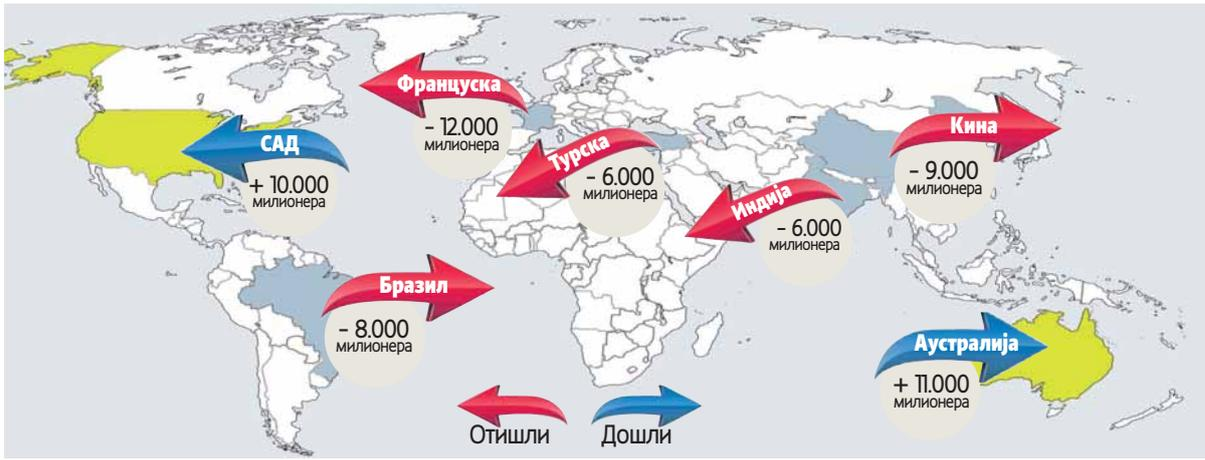 Француска
– 12.000
милионера
САД
+ 10.000
милионера
Турска
– 6.000
милионера
Кина
– 9.000
милионера
Индија
– 6.000
милионера
Бразил
– 8.000
милионера
Аустралија
+ 11.000
милионера
Отишли
Дошли